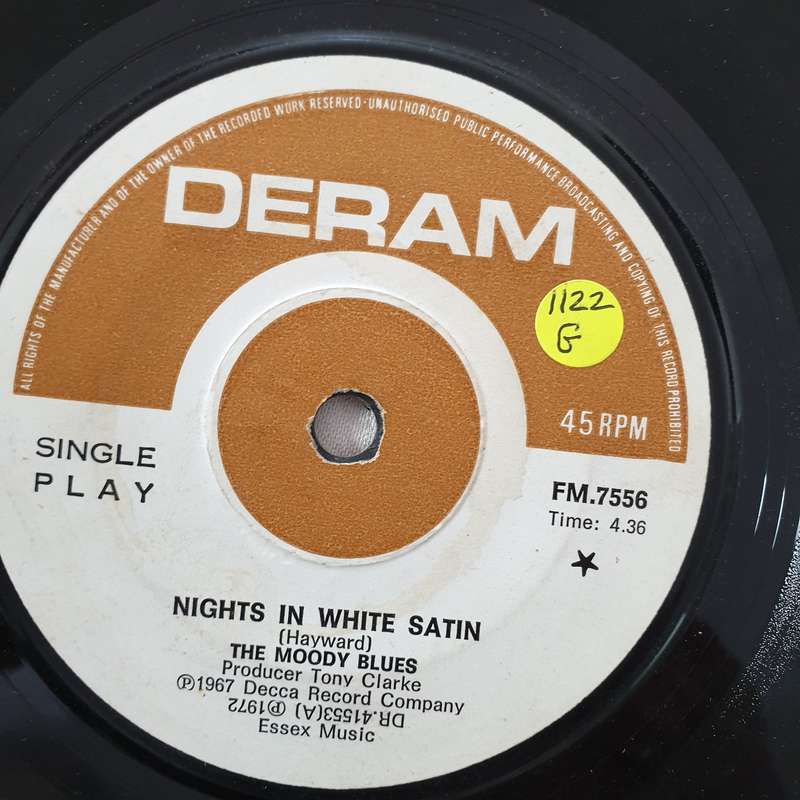 ALL RIGHTS OF THE MANUFACTURER AND OF THE OWNER OF THE RECORDED WORK RESERVED·UNAUTHORISED PUBLIC PERFORMANCE BROADCASTING AND COPYING OF THIS RECORD PROHIBITED
DERAM
1122
G
45 RPM
SINGLE
PLAY
FM.7556
Time: 4.36
NIGHTS IN WHITE SATIN
(Hayward)
THE MOODY BLUES
Producer Tony Clarke
℗1967 Decca Record Company
DR.41553(A) ℗1972
Essex Music